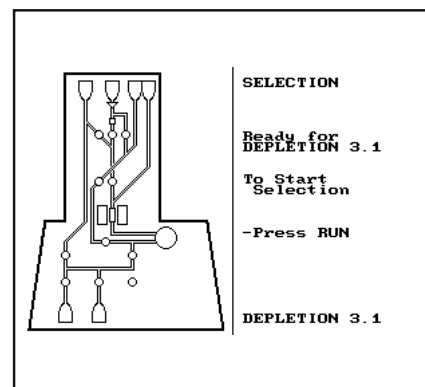 SELECTION
Ready for
DEPLETION 3.1
To Start
Selection
-Press RUN
DEPLETION 3.1